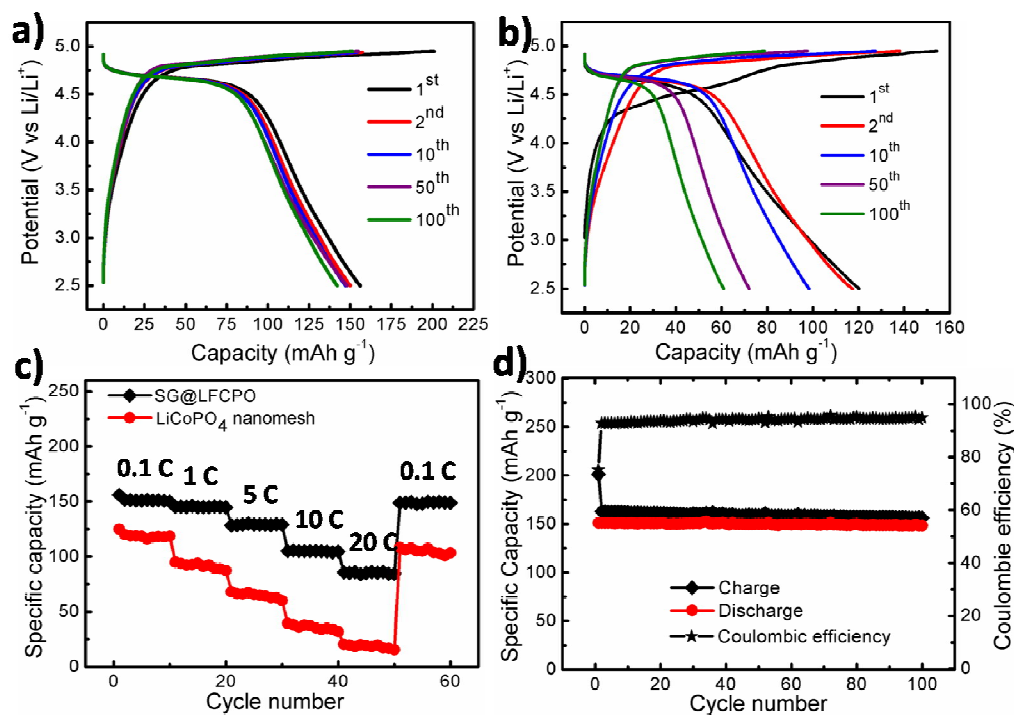 a)
5.0
4.5
4.0
3.5
3.0
2.5
Potential (V vs Li/Li⁺)
1ˢᵗ
2ⁿᵈ
10ᵗʰ
50ᵗʰ
100ᵗʰ
0 25 50 75 100 125 150 175 200 225
Capacity (mAh g⁻¹)
b)
5.0
4.5
4.0
3.5
3.0
2.5
Potential (V vs Li/Li⁺)
1ˢᵗ
2ⁿᵈ
10ᵗʰ
50ᵗʰ
100ᵗʰ
0 20 40 60 80 100 120 140 160
Capacity (mAh g⁻¹)
c)
250
200
150
100
50
0
Specific capacity (mAh g⁻¹)
SG@LFCPO
LiCoPO₄ nanomesh
0.1 C
1 C
5 C
10 C
20 C
0.1 C
0 20 40 60
Cycle number
d)
300
250
200
150
100
50
0
Specific Capacity (mAh g⁻¹)
100
80
60
40
20
0
Coulombie efficiency (%)
Charge
Discharge
Coulombic efficiency
0 20 40 60 80 100
Cycle number